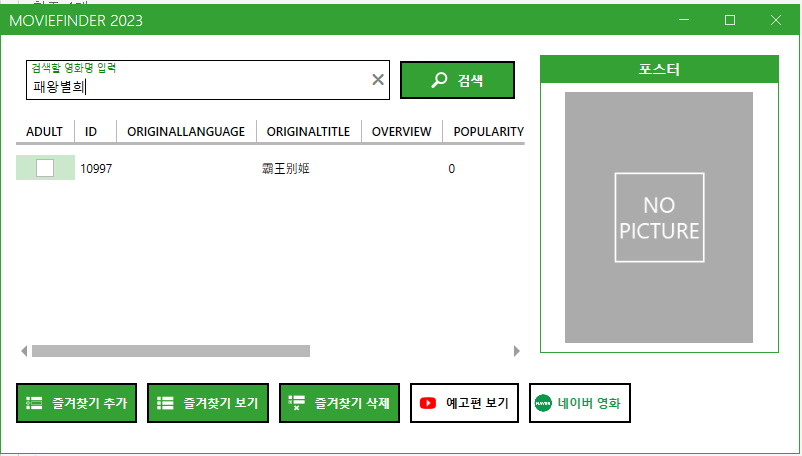 MOVIEFINDER 2023
검색할 영화명 입력
패왕별희
검색
포스터
ADULT ID ORIGINALLANGUAGE ORIGINALTITLE OVERVIEW POPULARITY
10997 霸王别姬 0
NO
PICTURE
즐겨찾기 추가 즐겨찾기 보기 즐겨찾기 삭제 예고편 보기 NAVER 네이버 영화